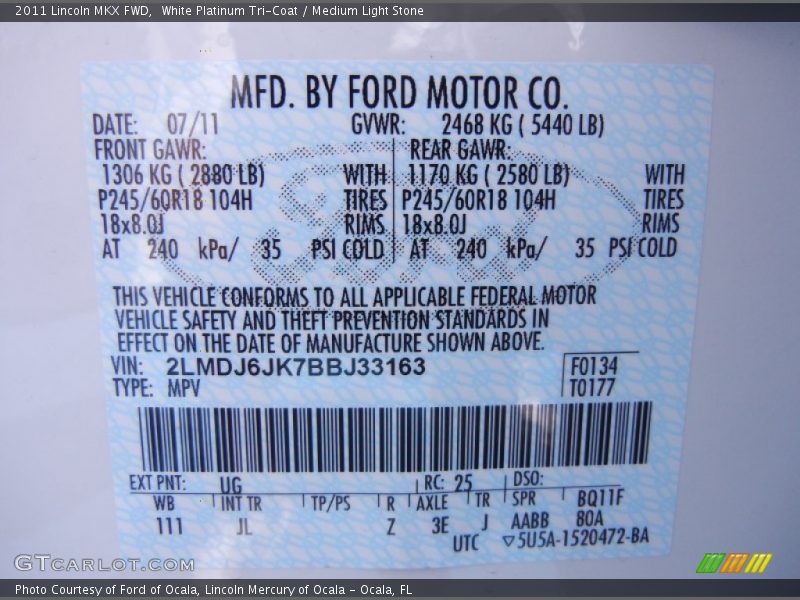 2011 Lincoln MKX FWD, White Platinum Tri-Coat / Medium Light Stone
MFD. BY FORD MOTOR CO.
DATE: 07/11 GVWR: 2468 KG ( 5440 LB)
FRONT GAWR: REAR GAWR:
1306 KG ( 2880 LB) WITH 1170 KG ( 2580 LB) WITH
P245/60R18 104H TIRES P245/60R18 104H TIRES
18x8.0J RIMS 18x8.0J RIMS
AT 240 kPa/ 35 PSI COLD AT 240 kPa/ 35 PSI COLD
THIS VEHICLE CONFORMS TO ALL APPLICABLE FEDERAL MOTOR
VEHICLE SAFETY AND THEFT PREVENTION STANDARDS IN
EFFECT ON THE DATE OF MANUFACTURE SHOWN ABOVE.
VIN: 2LMDJ6JK7BBJ33163 F0134
TYPE: MPV T0177
EXT PNT: UG RC: 25 DSO:
WB INT TR TP/PS R AXLE TR SPR BQ11F
111 JL Z 3E J AABB 80A
UTC ▽5U5A-1520472-BA
GTCARLOT.COM
Photo Courtesy of Ford of Ocala, Lincoln Mercury of Ocala - Ocala, FL